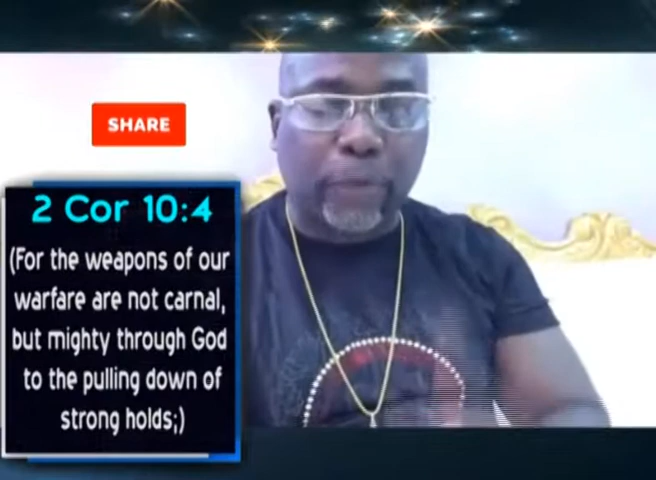 SHARE
2 Cor 10:4
(For the weapons of our
warfare are not carnal,
but mighty through God
to the pulling down of
strong holds;)